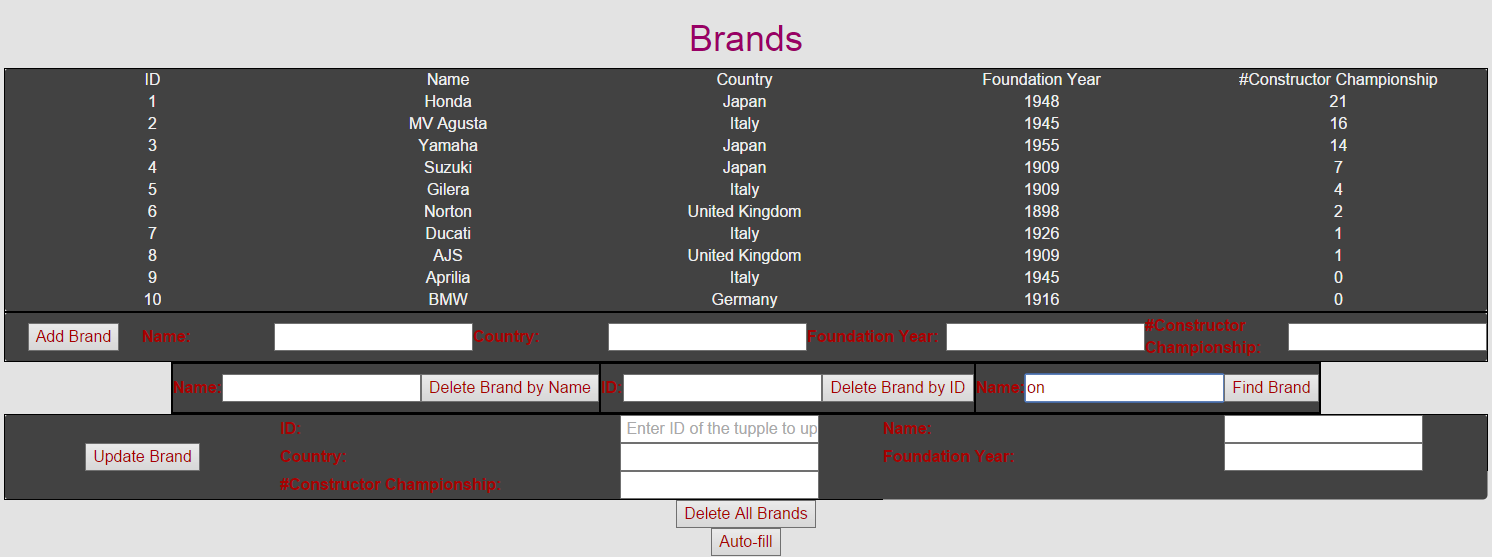 Brands
ID Name Country Foundation Year #Constructor Championship
1 Honda Japan 1948 21
2 MV Agusta Italy 1945 16
3 Yamaha Japan 1955 14
4 Suzuki Japan 1909 7
5 Gilera Italy 1909 4
6 Norton United Kingdom 1898 2
7 Ducati Italy 1926 1
8 AJS United Kingdom 1909 1
9 Aprilia Italy 1945 0
10 BMW Germany 1916 0
Add Brand Name: Country: Foundation Year: #Constructor
Championship:
Name: Delete Brand by Name ID: Delete Brand by ID Name: on Find Brand
ID: Enter ID of the tupple to up Name:
Update Brand Country: Foundation Year:
#Constructor Championship:
Delete All Brands
Auto-fill